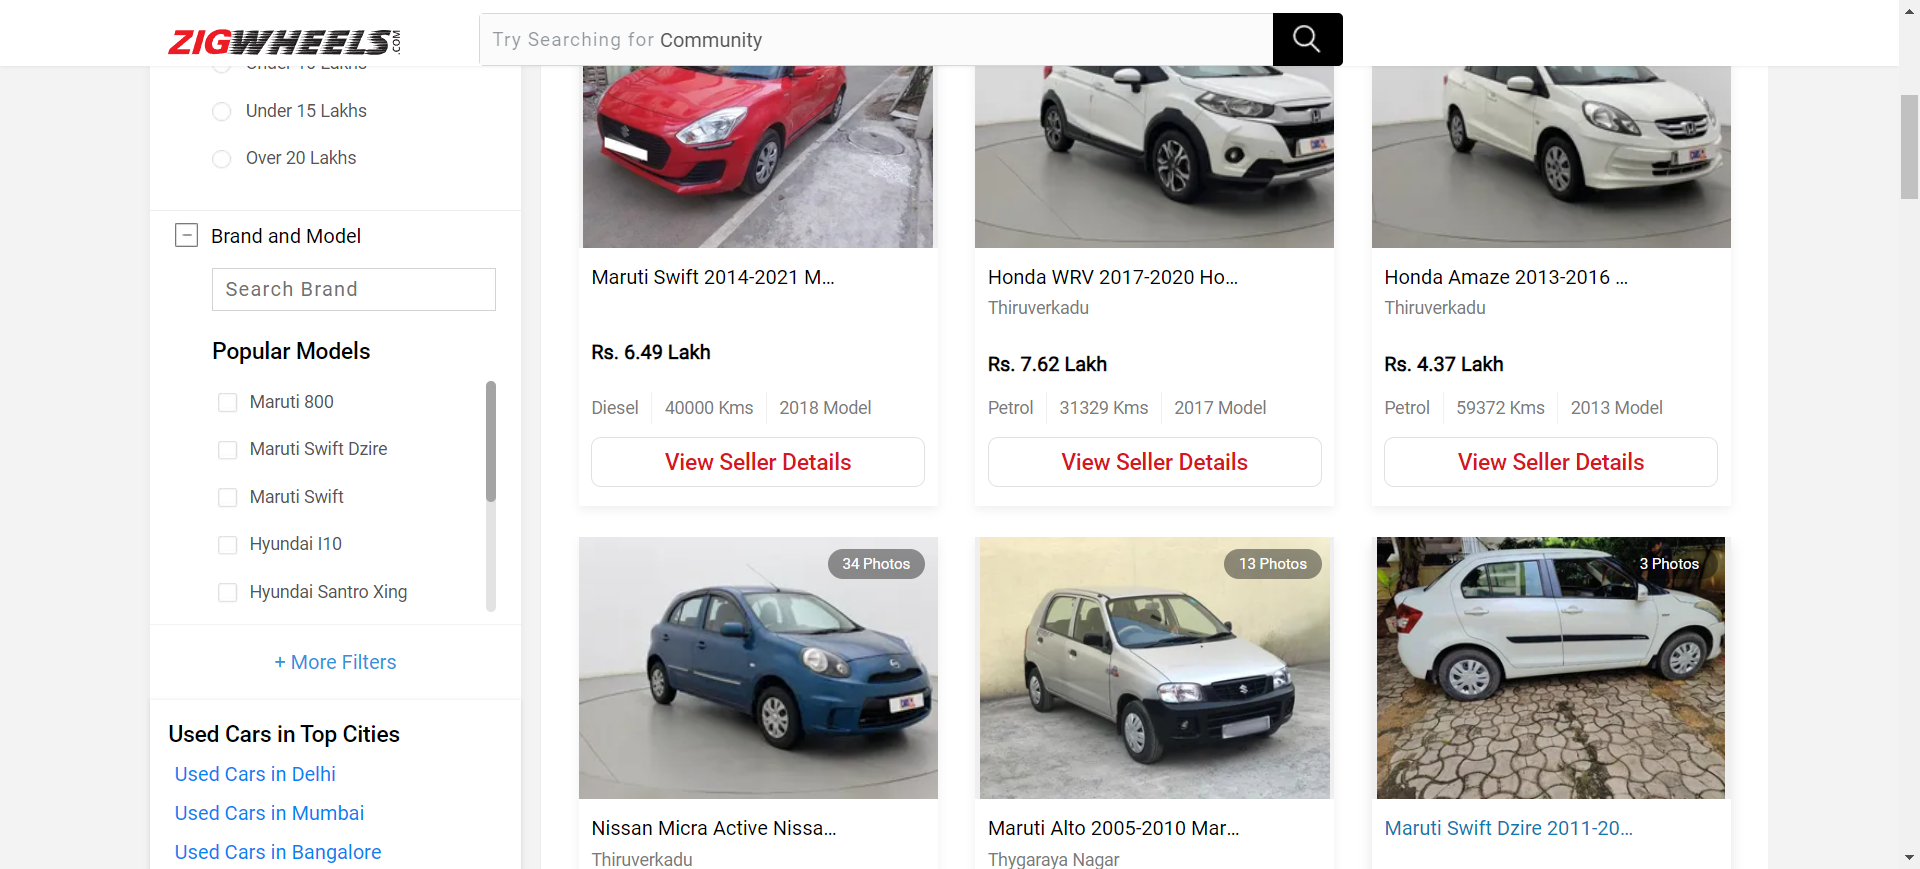 ZIGWHEELS.COM
Try Searching for Community
Under 15 Lakhs
Over 20 Lakhs
Brand and Model
Search Brand
Popular Models
Maruti 800
Maruti Swift Dzire
Maruti Swift
Hyundai I10
Hyundai Santro Xing
+ More Filters
Used Cars in Top Cities
Used Cars in Delhi
Used Cars in Mumbai
Used Cars in Bangalore
Maruti Swift 2014-2021 M...
Rs. 6.49 Lakh
Diesel 40000 Kms 2018 Model
View Seller Details
Honda WRV 2017-2020 Ho...
Thiruverkadu
Rs. 7.62 Lakh
Petrol 31329 Kms 2017 Model
View Seller Details
Honda Amaze 2013-2016 ...
Thiruverkadu
Rs. 4.37 Lakh
Petrol 59372 Kms 2013 Model
View Seller Details
34 Photos
Nissan Micra Active Nissa...
Thiruverkadu
13 Photos
Maruti Alto 2005-2010 Mar...
Thygaraya Nagar
3 Photos
Maruti Swift Dzire 2011-20...